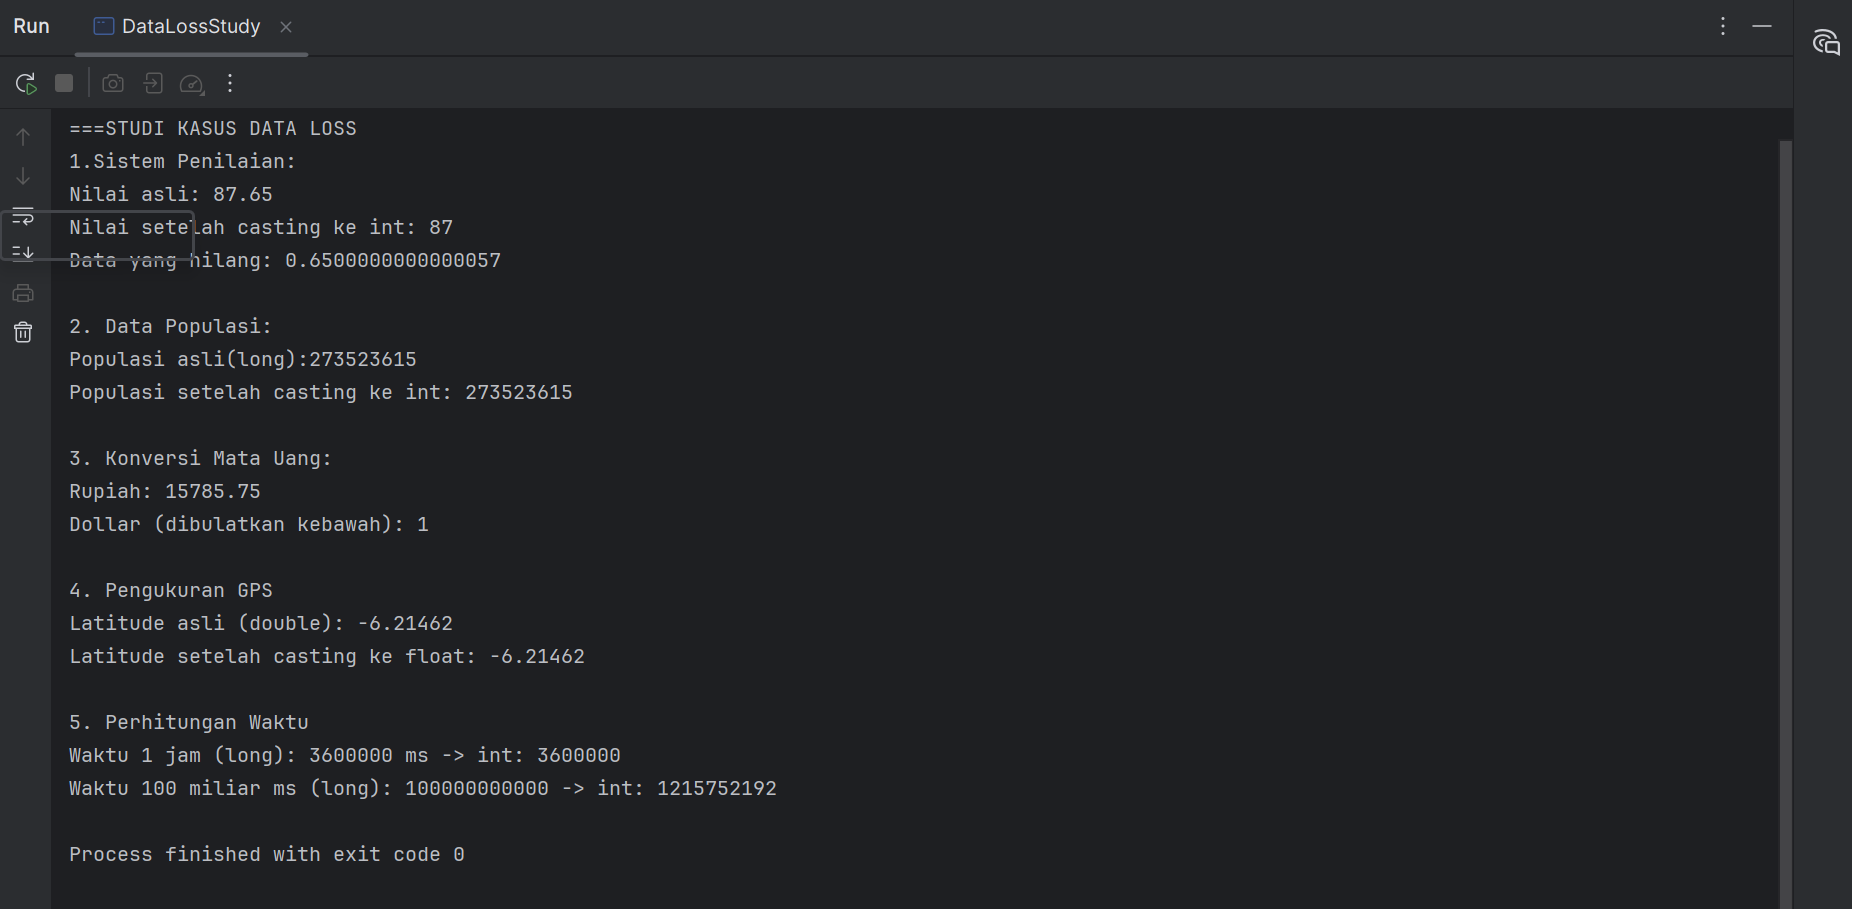 Run DataLossStudy
===STUDI KASUS DATA LOSS
1.Sistem Penilaian:
Nilai asli: 87.65
Nilai setelah casting ke int: 87
Data yang hilang: 0.6500000000000057
2. Data Populasi:
Populasi asli(long):273523615
Populasi setelah casting ke int: 273523615
3. Konversi Mata Uang:
Rupiah: 15785.75
Dollar (dibulatkan kebawah): 1
4. Pengukuran GPS
Latitude asli (double): -6.21462
Latitude setelah casting ke float: -6.21462
5. Perhitungan Waktu
Waktu 1 jam (long): 3600000 ms -> int: 3600000
Waktu 100 miliar ms (long): 100000000000 -> int: 1215752192
Process finished with exit code 0